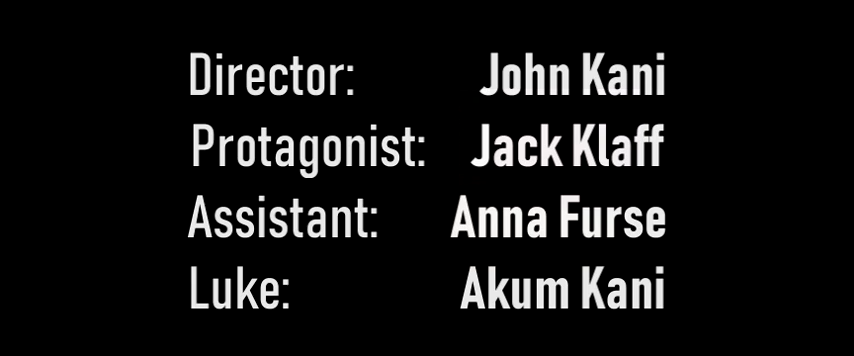 Director: John Kani
Protagonist: Jack Klaff
Assistant: Anna Furse
Luke: Akum Kani